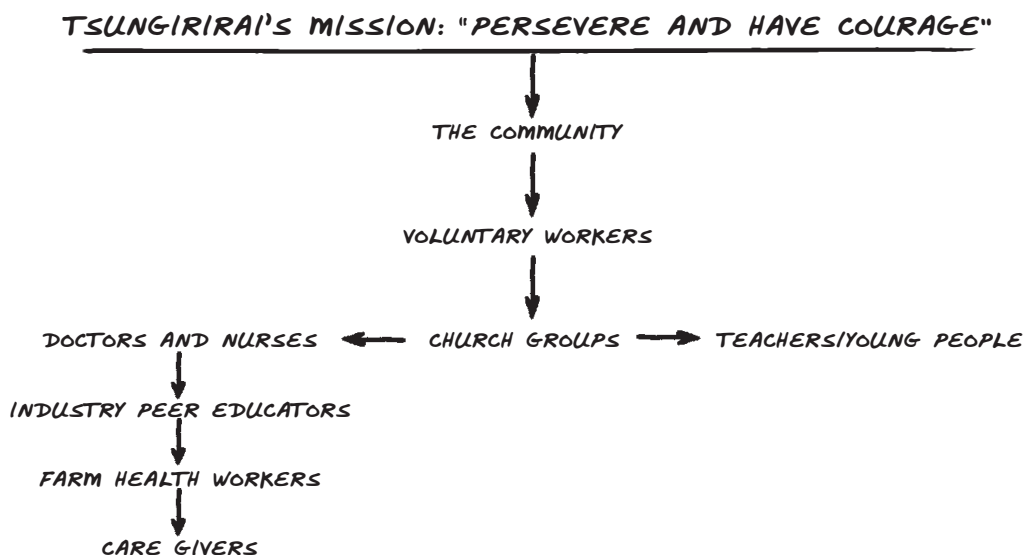 TSUNGIRIRAI'S MISSION: "PERSEVERE AND HAVE COURAGE"
THE COMMUNITY
VOLUNTARY WORKERS
DOCTORS AND NURSES
CHURCH GROUPS
TEACHERS/YOUNG PEOPLE
INDUSTRY PEER EDUCATORS
FARM HEALTH WORKERS
CARE GIVERS